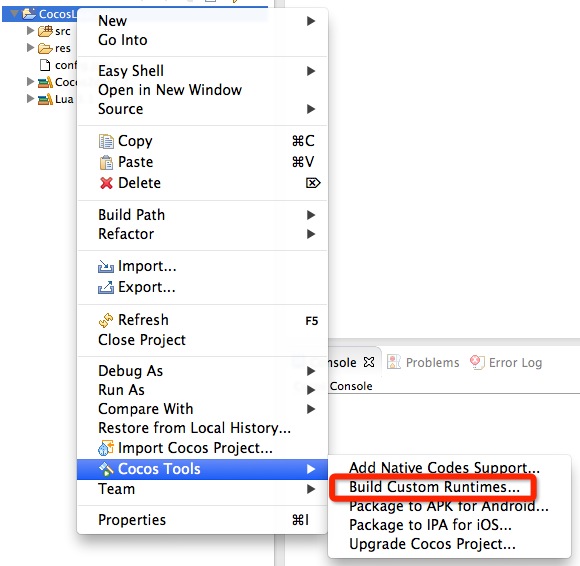 CocosL
src
res
conf
Coco
Lua
New
Go Into
Easy Shell
Open in New Window
Source
Copy ⌘C
Paste ⌘V
Delete ⌦
Build Path
Refactor
Import...
Export...
Refresh F5
Close Project
Debug As
Run As
Compare With
Restore from Local History...
Import Cocos Project...
Cocos Tools
Team
Properties ⌘I
nsole Problems Error Log
Console
Add Native Codes Support...
Build Custom Runtimes...
Package to APK for Android...
Package to IPA for iOS...
Upgrade Cocos Project...